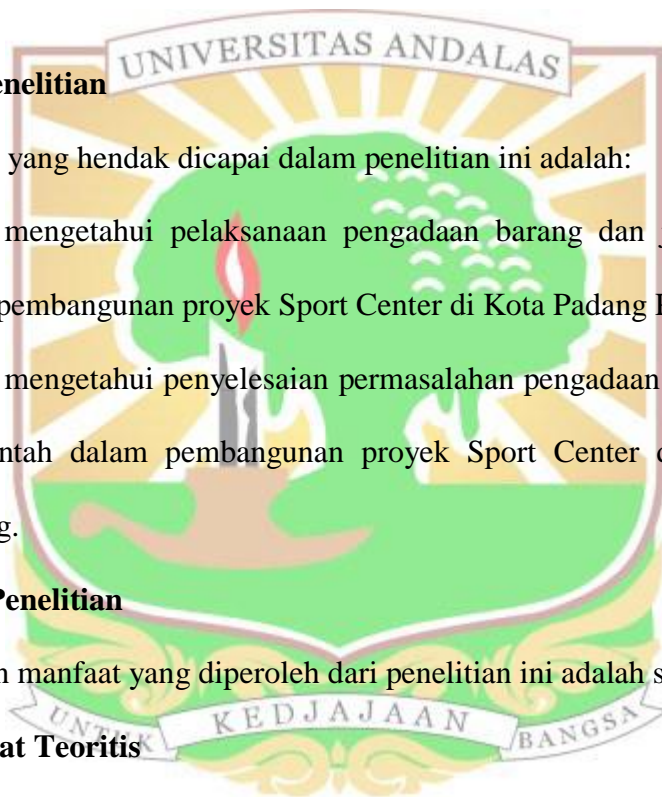 UNIVERSITAS ANDALAS
enelitian
yang hendak dicapai dalam penelitian ini adalah:
mengetahui pelaksanaan pengadaan barang dan
pembangunan proyek Sport Center di Kota Padang
mengetahui penyelesaian permasalahan pengadaan
ntah dalam pembangunan proyek Sport Center
g.
Penelitian
manfaat yang diperoleh dari penelitian ini adalah
UNTUK KEDJAJAAN BANGSA
at Teoritis